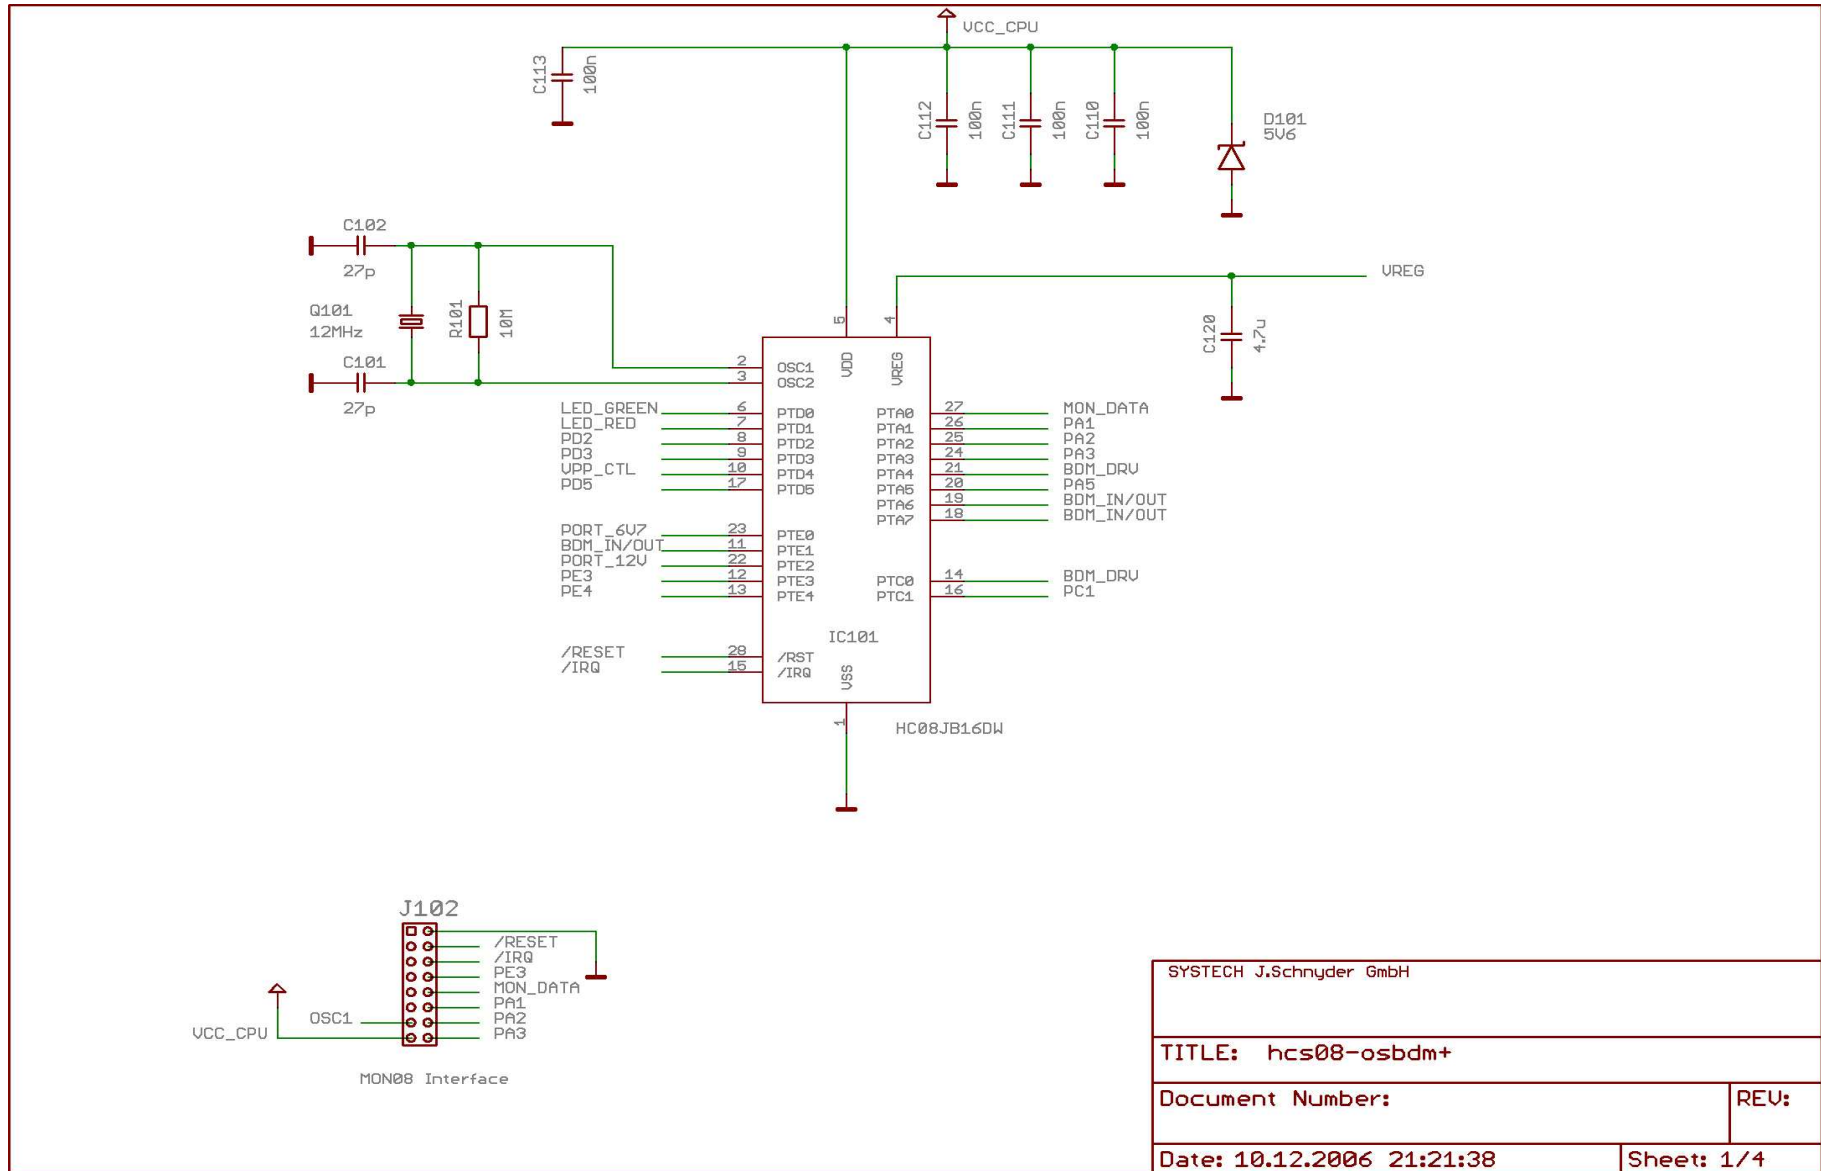 VCC_CPU
C113
100n
C112
100n
C111
100n
C110
100n
D101
5V6
C102
27p
Q101
12MHz
R101
10M
C101
27p
VREG
C120
4.7u
5
4
VDD
VREG
2
OSC1
3
OSC2
LED_GREEN 6 PTD0
LED_RED 7 PTD1
PD2 8 PTD2
PD3 9 PTD3
VPP_CTL 10 PTD4
PD5 17 PTD5
PTA0 27 MON_DATA
PTA1 26 PA1
PTA2 25 PA2
PTA3 24 PA3
PTA4 21 BDM_DRV
PTA5 20 PA5
PTA6 19 BDM_IN/OUT
PTA7 18 BDM_IN/OUT
PORT_6V7 23 PTE0
BDM_IN/OUT 11 PTE1
PORT_12V 22 PTE2
PE3 12 PTE3
PE4 13 PTE4
PTC0 14 BDM_DRV
PTC1 16 PC1
IC101
/RESET 28 /RST
/IRQ 15 /IRQ
VSS
1
HC08JB16DW
J102
/RESET
/IRQ
PE3
MON_DATA
PA1
OSC1 PA2
VCC_CPU PA3
MON08 Interface
SYSTECH J.Schnyder GmbH
TITLE: hcs08-osbdm+
Document Number: REV:
Date: 10.12.2006 21:21:38 Sheet: 1/4